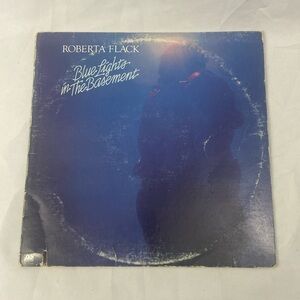 ROBERTA FLACK
Blue Lights
in The Basement